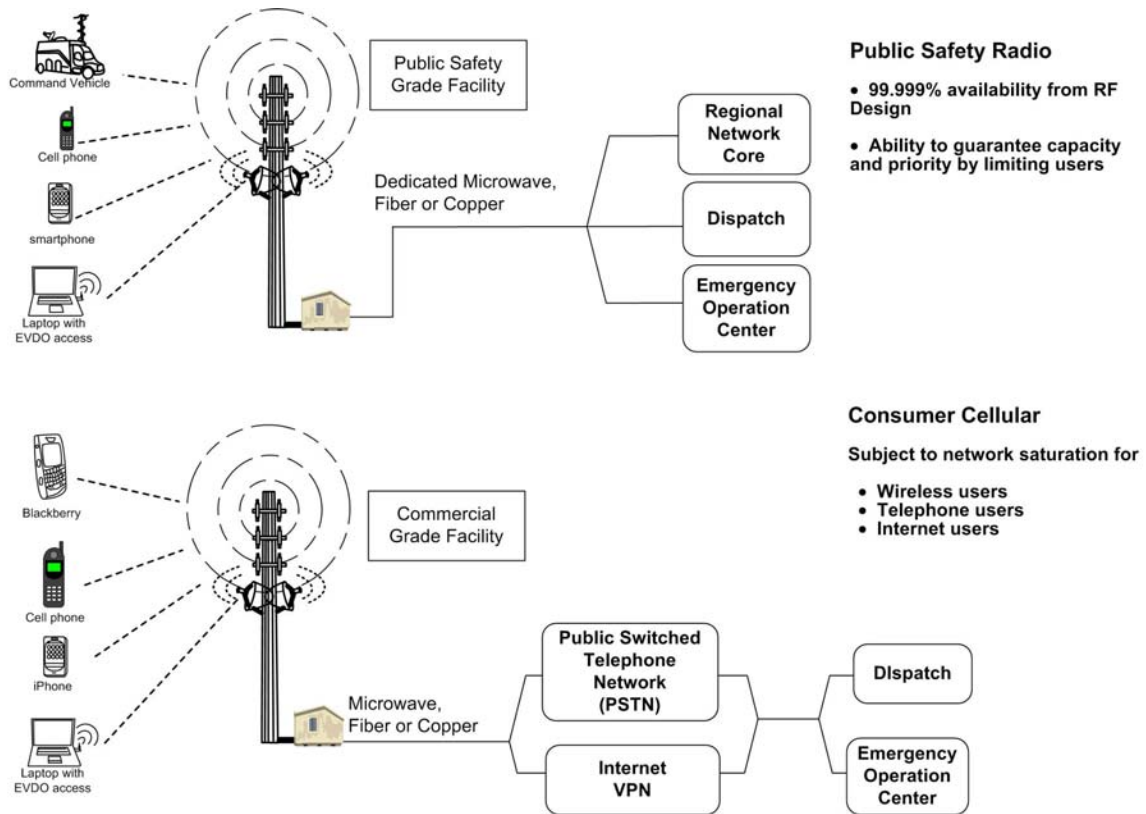 Command Vehicle
Cell phone
smartphone
Laptop with
EVDO access
Public Safety
Grade Facility
Dedicated Microwave,
Fiber or Copper
Regional
Network
Core
Dispatch
Emergency
Operation
Center
Public Safety Radio
• 99.999% availability from RF
Design
• Ability to guarantee capacity
and priority by limiting users
Blackberry
Cell phone
iPhone
Laptop with
EVDO access
Commercial
Grade Facility
Microwave,
Fiber or Copper
Public Switched
Telephone
Network
(PSTN)
Internet
VPN
DIspatch
Emergency
Operation
Center
Consumer Cellular
Subject to network saturation for
• Wireless users
• Telephone users
• Internet users